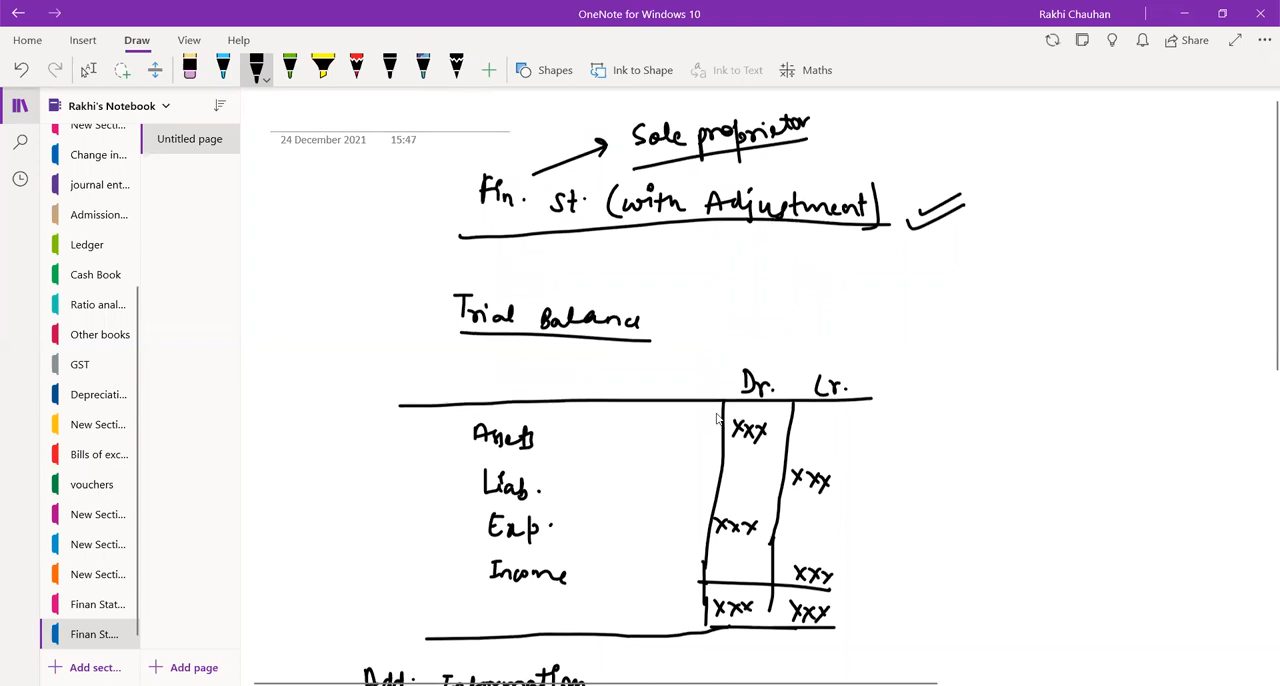 OneNote for Windows 10
Rakhi Chauhan
Home Insert Draw View Help
Share
Shapes Ink to Shape Ink to Text Maths
Rakhi's Notebook
New Secti...
Change in...
journal ent...
Admission...
Ledger
Cash Book
Ratio anal...
Other books
GST
Depreciati...
New Secti...
Bills of exc...
vouchers
New Secti...
New Secti...
New Secti...
Finan Stat...
Finan St....
Add sect...
Untitled page
Add page
24 December 2021 15:47
Sole proprietor
Fin. St. (with Adjustment)
Trial Balance
Dr. Cr.
Assets xxx
Liab. xxx
Exp. xxx
Income xxx
xxx xxx
Add: Information